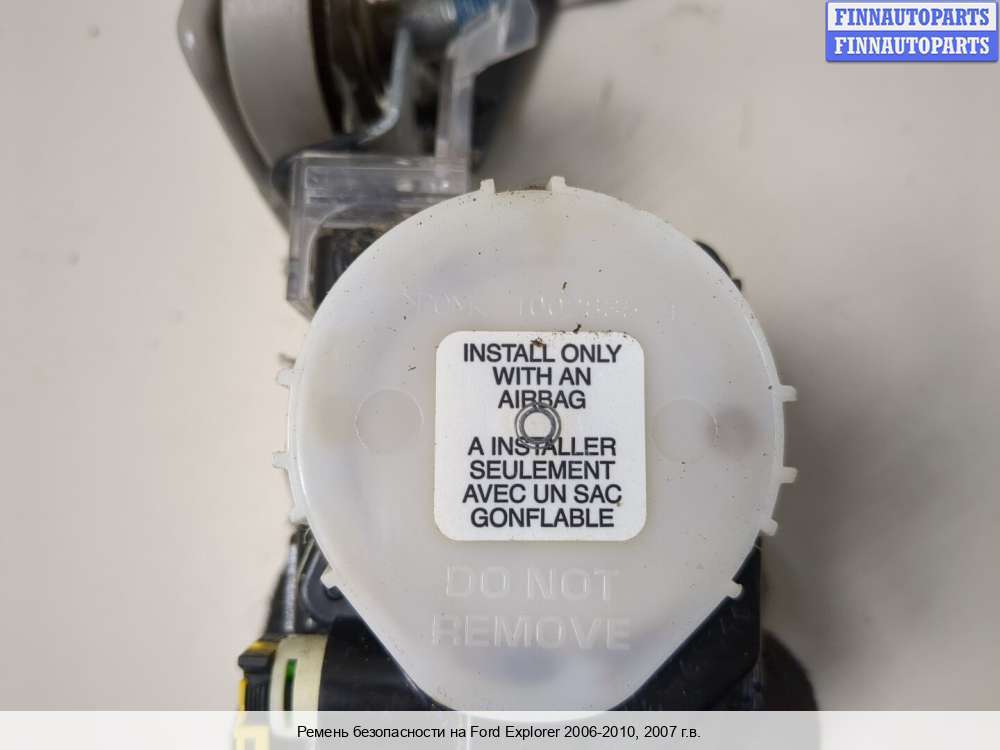 FINNAUTOPARTS
FINNAUTOPARTS
INSTALL ONLY
WITH AN
AIRBAG
A INSTALLER
SEULEMENT
AVEC UN SAC
GONFLABLE
DO NOT
REMOVE
Ремень безопасности на Ford Explorer 2006-2010, 2007 г.в.